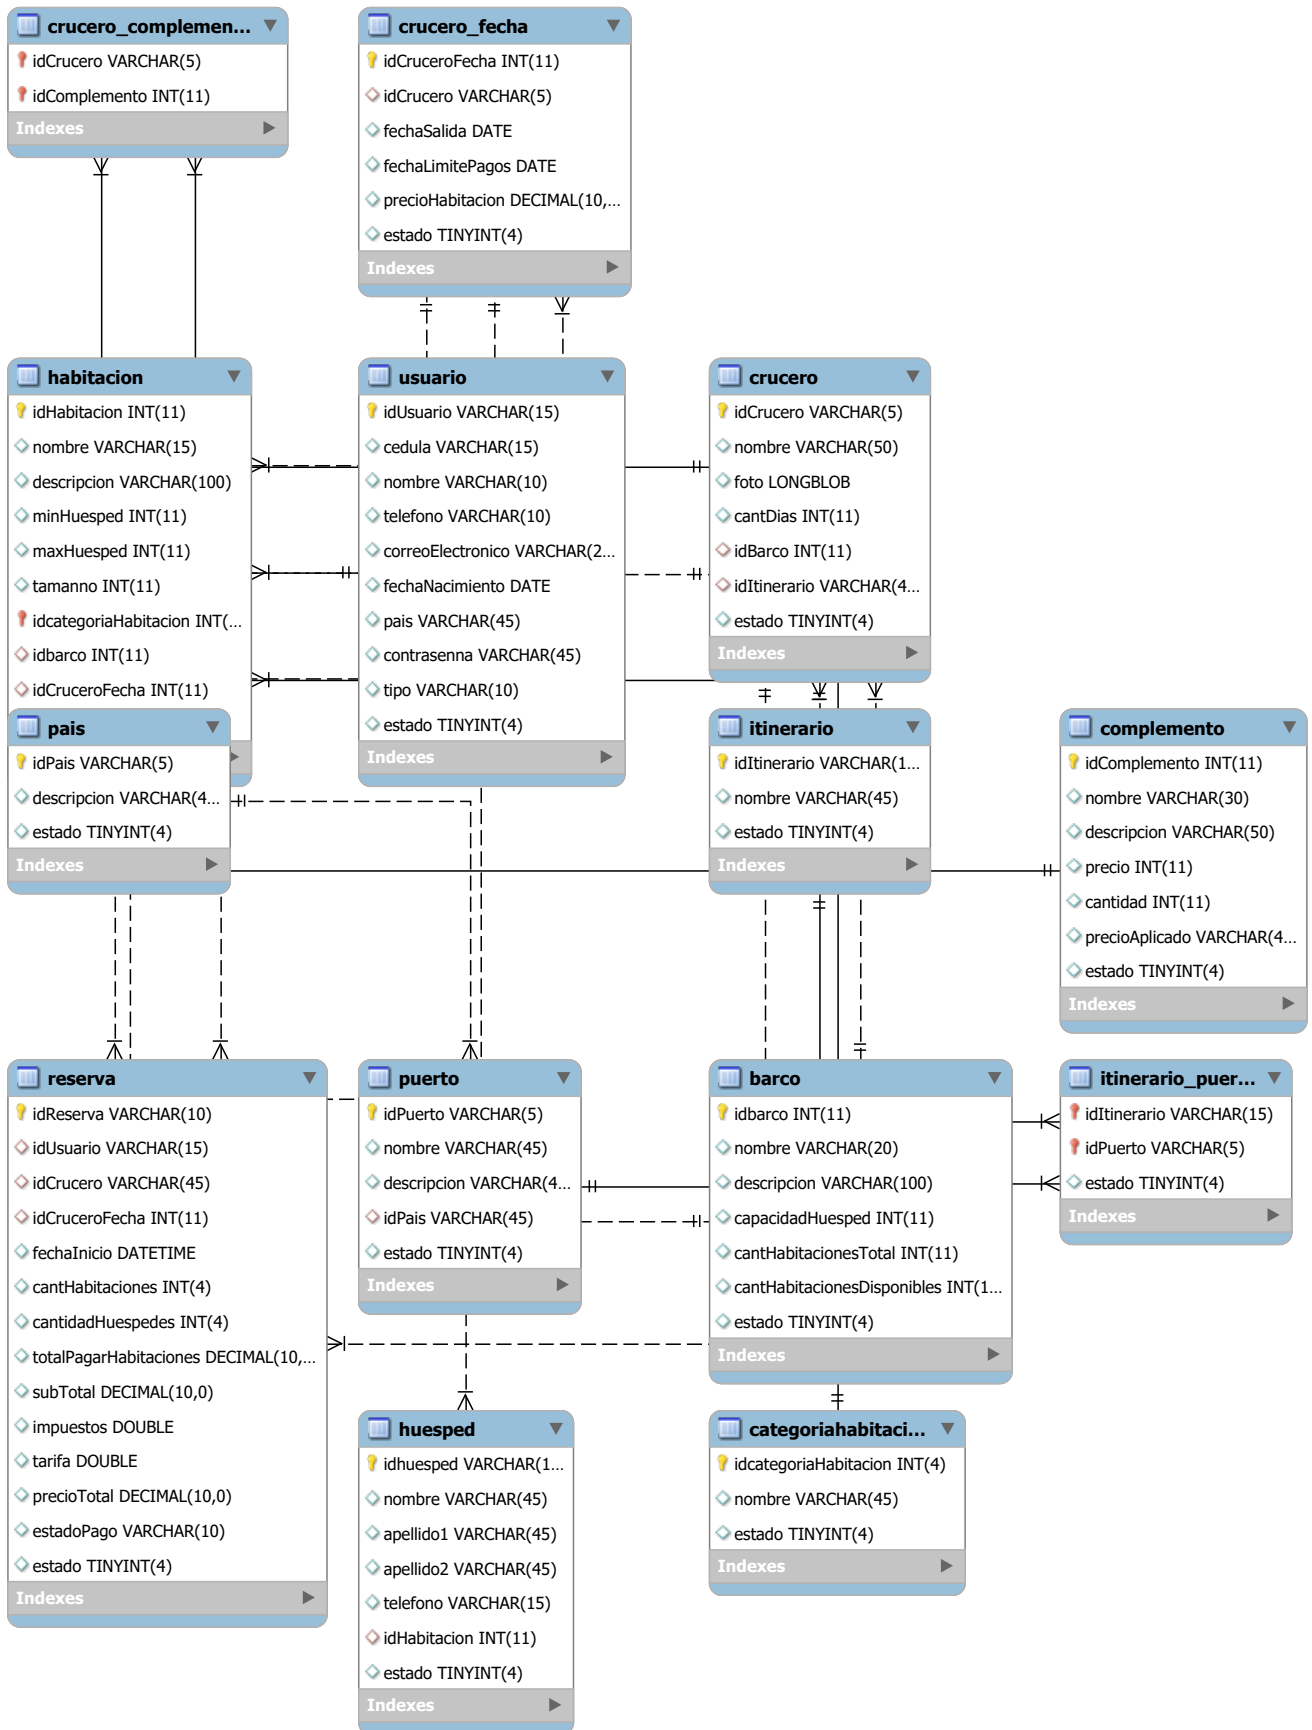 crucero_complemen...
idCrucero VARCHAR(5)
idComplemento INT(11)
Indexes
crucero_fecha
idCruceroFecha INT(11)
idCrucero VARCHAR(5)
fechaSalida DATE
fechaLimitePagos DATE
precioHabitacion DECIMAL(10,...
estado TINYINT(4)
Indexes
habitacion
idHabitacion INT(11)
nombre VARCHAR(15)
descripcion VARCHAR(100)
minHuesped INT(11)
maxHuesped INT(11)
tamanno INT(11)
idcategoriaHabitacion INT(...
idbarco INT(11)
idCruceroFecha INT(11)
usuario
idUsuario VARCHAR(15)
cedula VARCHAR(15)
nombre VARCHAR(10)
telefono VARCHAR(10)
correoElectronico VARCHAR(2...
fechaNacimiento DATE
pais VARCHAR(45)
contrasenna VARCHAR(45)
tipo VARCHAR(10)
estado TINYINT(4)
Indexes
crucero
idCrucero VARCHAR(5)
nombre VARCHAR(50)
foto LONGBLOB
cantDias INT(11)
idBarco INT(11)
idItinerario VARCHAR(4...
estado TINYINT(4)
Indexes
pais
idPais VARCHAR(5)
descripcion VARCHAR(4...
estado TINYINT(4)
Indexes
itinerario
idItinerario VARCHAR(1...
nombre VARCHAR(45)
estado TINYINT(4)
Indexes
complemento
idComplemento INT(11)
nombre VARCHAR(30)
descripcion VARCHAR(50)
precio INT(11)
cantidad INT(11)
precioAplicado VARCHAR(4...
estado TINYINT(4)
Indexes
reserva
idReserva VARCHAR(10)
idUsuario VARCHAR(15)
idCrucero VARCHAR(45)
idCruceroFecha INT(11)
fechaInicio DATETIME
cantHabitaciones INT(4)
cantidadHuespedes INT(4)
totalPagarHabitaciones DECIMAL(10,...
subTotal DECIMAL(10,0)
impuestos DOUBLE
tarifa DOUBLE
precioTotal DECIMAL(10,0)
estadoPago VARCHAR(10)
estado TINYINT(4)
Indexes
puerto
idPuerto VARCHAR(5)
nombre VARCHAR(45)
descripcion VARCHAR(4...
idPais VARCHAR(45)
estado TINYINT(4)
Indexes
barco
idbarco INT(11)
nombre VARCHAR(20)
descripcion VARCHAR(100)
capacidadHuesped INT(11)
cantHabitacionesTotal INT(11)
cantHabitacionesDisponibles INT(1...
estado TINYINT(4)
Indexes
itinerario_puer...
idItinerario VARCHAR(15)
idPuerto VARCHAR(5)
estado TINYINT(4)
Indexes
huesped
idhuesped VARCHAR(1...
nombre VARCHAR(45)
apellido1 VARCHAR(45)
apellido2 VARCHAR(45)
telefono VARCHAR(15)
idHabitacion INT(11)
estado TINYINT(4)
Indexes
categoriahabitaci...
idcategoriaHabitacion INT(4)
nombre VARCHAR(45)
estado TINYINT(4)
Indexes